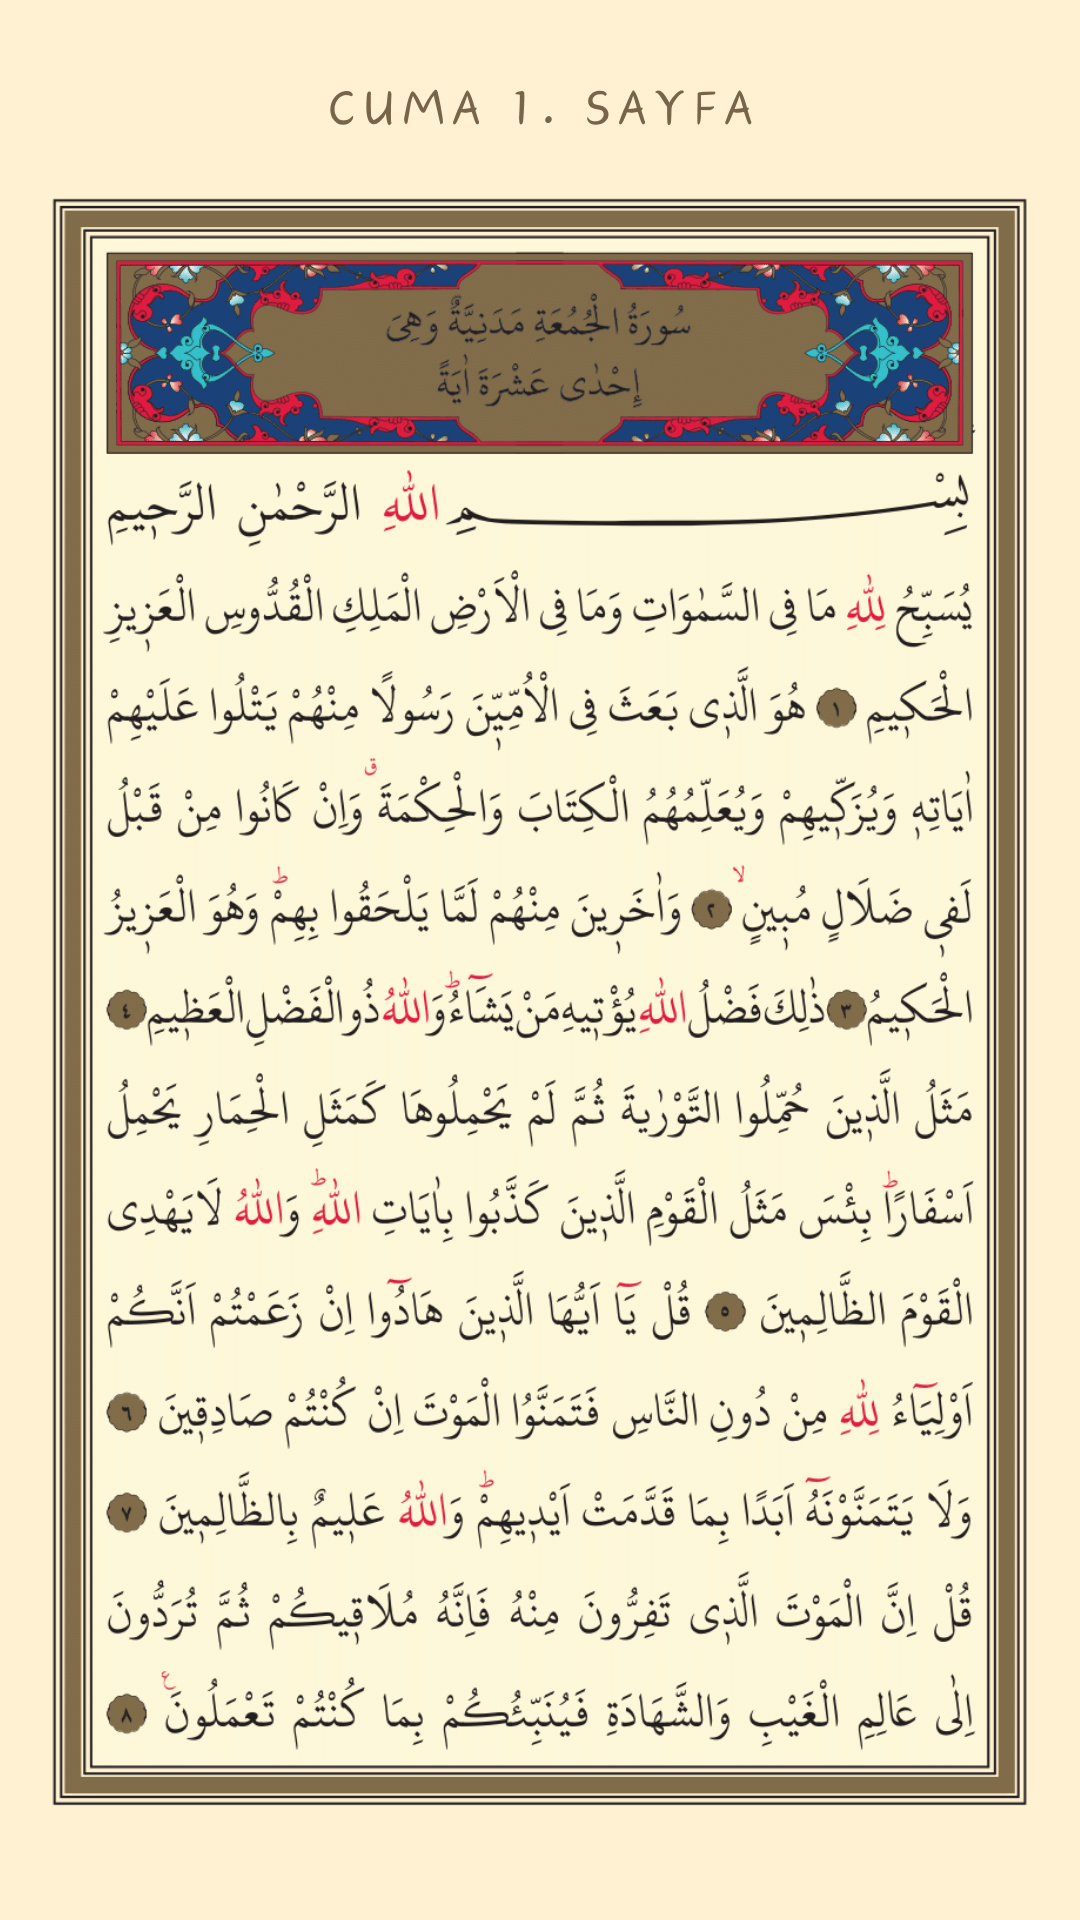 CUMA 1. SAYFA
سُورَةُ الْجُمُعَةِ مَدَنِيَّةٌ وَهِىَ
إِحْدٰى عَشْرَةَ اٰيَةً
بِسْمِ اللّٰهِ الرَّحْمٰنِ الرَّح۪يمِ
يُسَبِّحُ لِلّٰهِ مَا فِى السَّمٰوَاتِ وَمَا فِى الْاَرْضِ الْمَلِكِ الْقُدُّوسِ الْعَز۪يزِ
الْحَك۪يمِ ﴿١﴾ هُوَ الَّذ۪ى بَعَثَ فِى الْاُمِّيّ۪نَ رَسُولًا مِنْهُمْ يَتْلُوا عَلَيْهِمْ
اٰيَاتِه۪ وَيُزَكّ۪يهِمْ وَيُعَلِّمُهُمُ الْكِتَابَ وَالْحِكْمَةَۗ وَاِنْ كَانُوا مِنْ قَبْلُ
لَف۪ى ضَلَالٍ مُب۪ينٍۙ ﴿٢﴾ وَاٰخَر۪ينَ مِنْهُمْ لَمَّا يَلْحَقُوا بِهِمْۜ وَهُوَ الْعَز۪يزُ
الْحَك۪يمُ ﴿٣﴾ ذٰلِكَ فَضْلُ اللّٰهِ يُؤْت۪يهِ مَنْ يَشَٓاءُۜ وَاللّٰهُ ذُو الْفَضْلِ الْعَظ۪يمِ ﴿٤﴾
مَثَلُ الَّذ۪ينَ حُمِّلُوا التَّوْرٰيةَ ثُمَّ لَمْ يَحْمِلُوهَا كَمَثَلِ الْحِمَارِ يَحْمِلُ
اَسْفَارًاۜ بِئْسَ مَثَلُ الْقَوْمِ الَّذ۪ينَ كَذَّبُوا بِاٰيَاتِ اللّٰهِۜ وَاللّٰهُ لَا يَهْدِى
الْقَوْمَ الظَّالِم۪ينَ ﴿٥﴾ قُلْ يَٓا اَيُّهَا الَّذ۪ينَ هَادُٓوا اِنْ زَعَمْتُمْ اَنَّكُمْ
اَوْلِيَٓاءُ لِلّٰهِ مِنْ دُونِ النَّاسِ فَتَمَنَّوُا الْمَوْتَ اِنْ كُنْتُمْ صَادِق۪ينَ ﴿٦﴾
وَلَا يَتَمَنَّوْنَهُٓ اَبَدًا بِمَا قَدَّمَتْ اَيْد۪يهِمْۜ وَاللّٰهُ عَل۪يمٌ بِالظَّالِم۪ينَ ﴿٧﴾
قُلْ اِنَّ الْمَوْتَ الَّذ۪ى تَفِرُّونَ مِنْهُ فَاِنَّهُ مُلَاق۪يكُمْ ثُمَّ تُرَدُّونَ
اِلٰى عَالِمِ الْغَيْبِ وَالشَّهَادَةِ فَيُنَبِّئُكُمْ بِمَا كُنْتُمْ تَعْمَلُونَ ع ﴿٨﴾